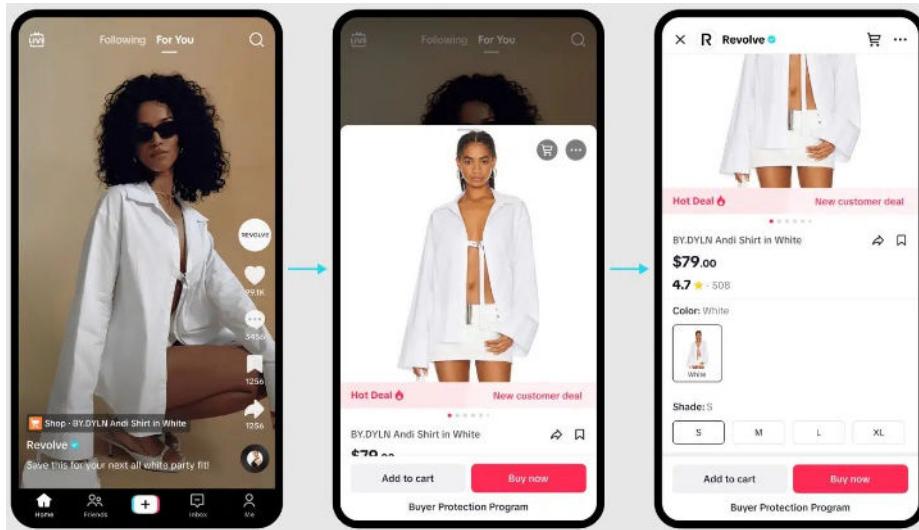 LIVE
Following For You
REVOLVE
99.1K
3456
1256
1256
Shop · BY.DYLN Andi Shirt in White
Revolve
Save this for your next all white party fit!
Home
Friends
Inbox
Me
LIVE
Following For You
Hot Deal New customer deal
BY.DYLN Andi Shirt in White
$79.00
Add to cart
Buy now
Buyer Protection Program
R Revolve
Hot Deal New customer deal
BY.DYLN Andi Shirt in White
$79.00
4.7 · 508
Color: White
White
Shade: S
S M L XL
Add to cart
Buy now
Buyer Protection Program